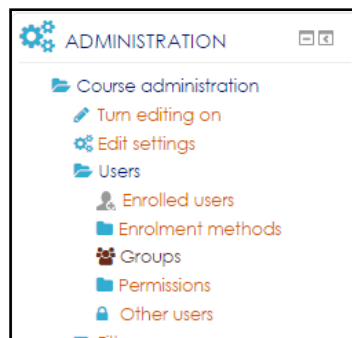 ADMINISTRATION
Course administration
Turn editing on
Edit settings
Users
Enrolled users
Enrolment methods
Groups
Permissions
Other users